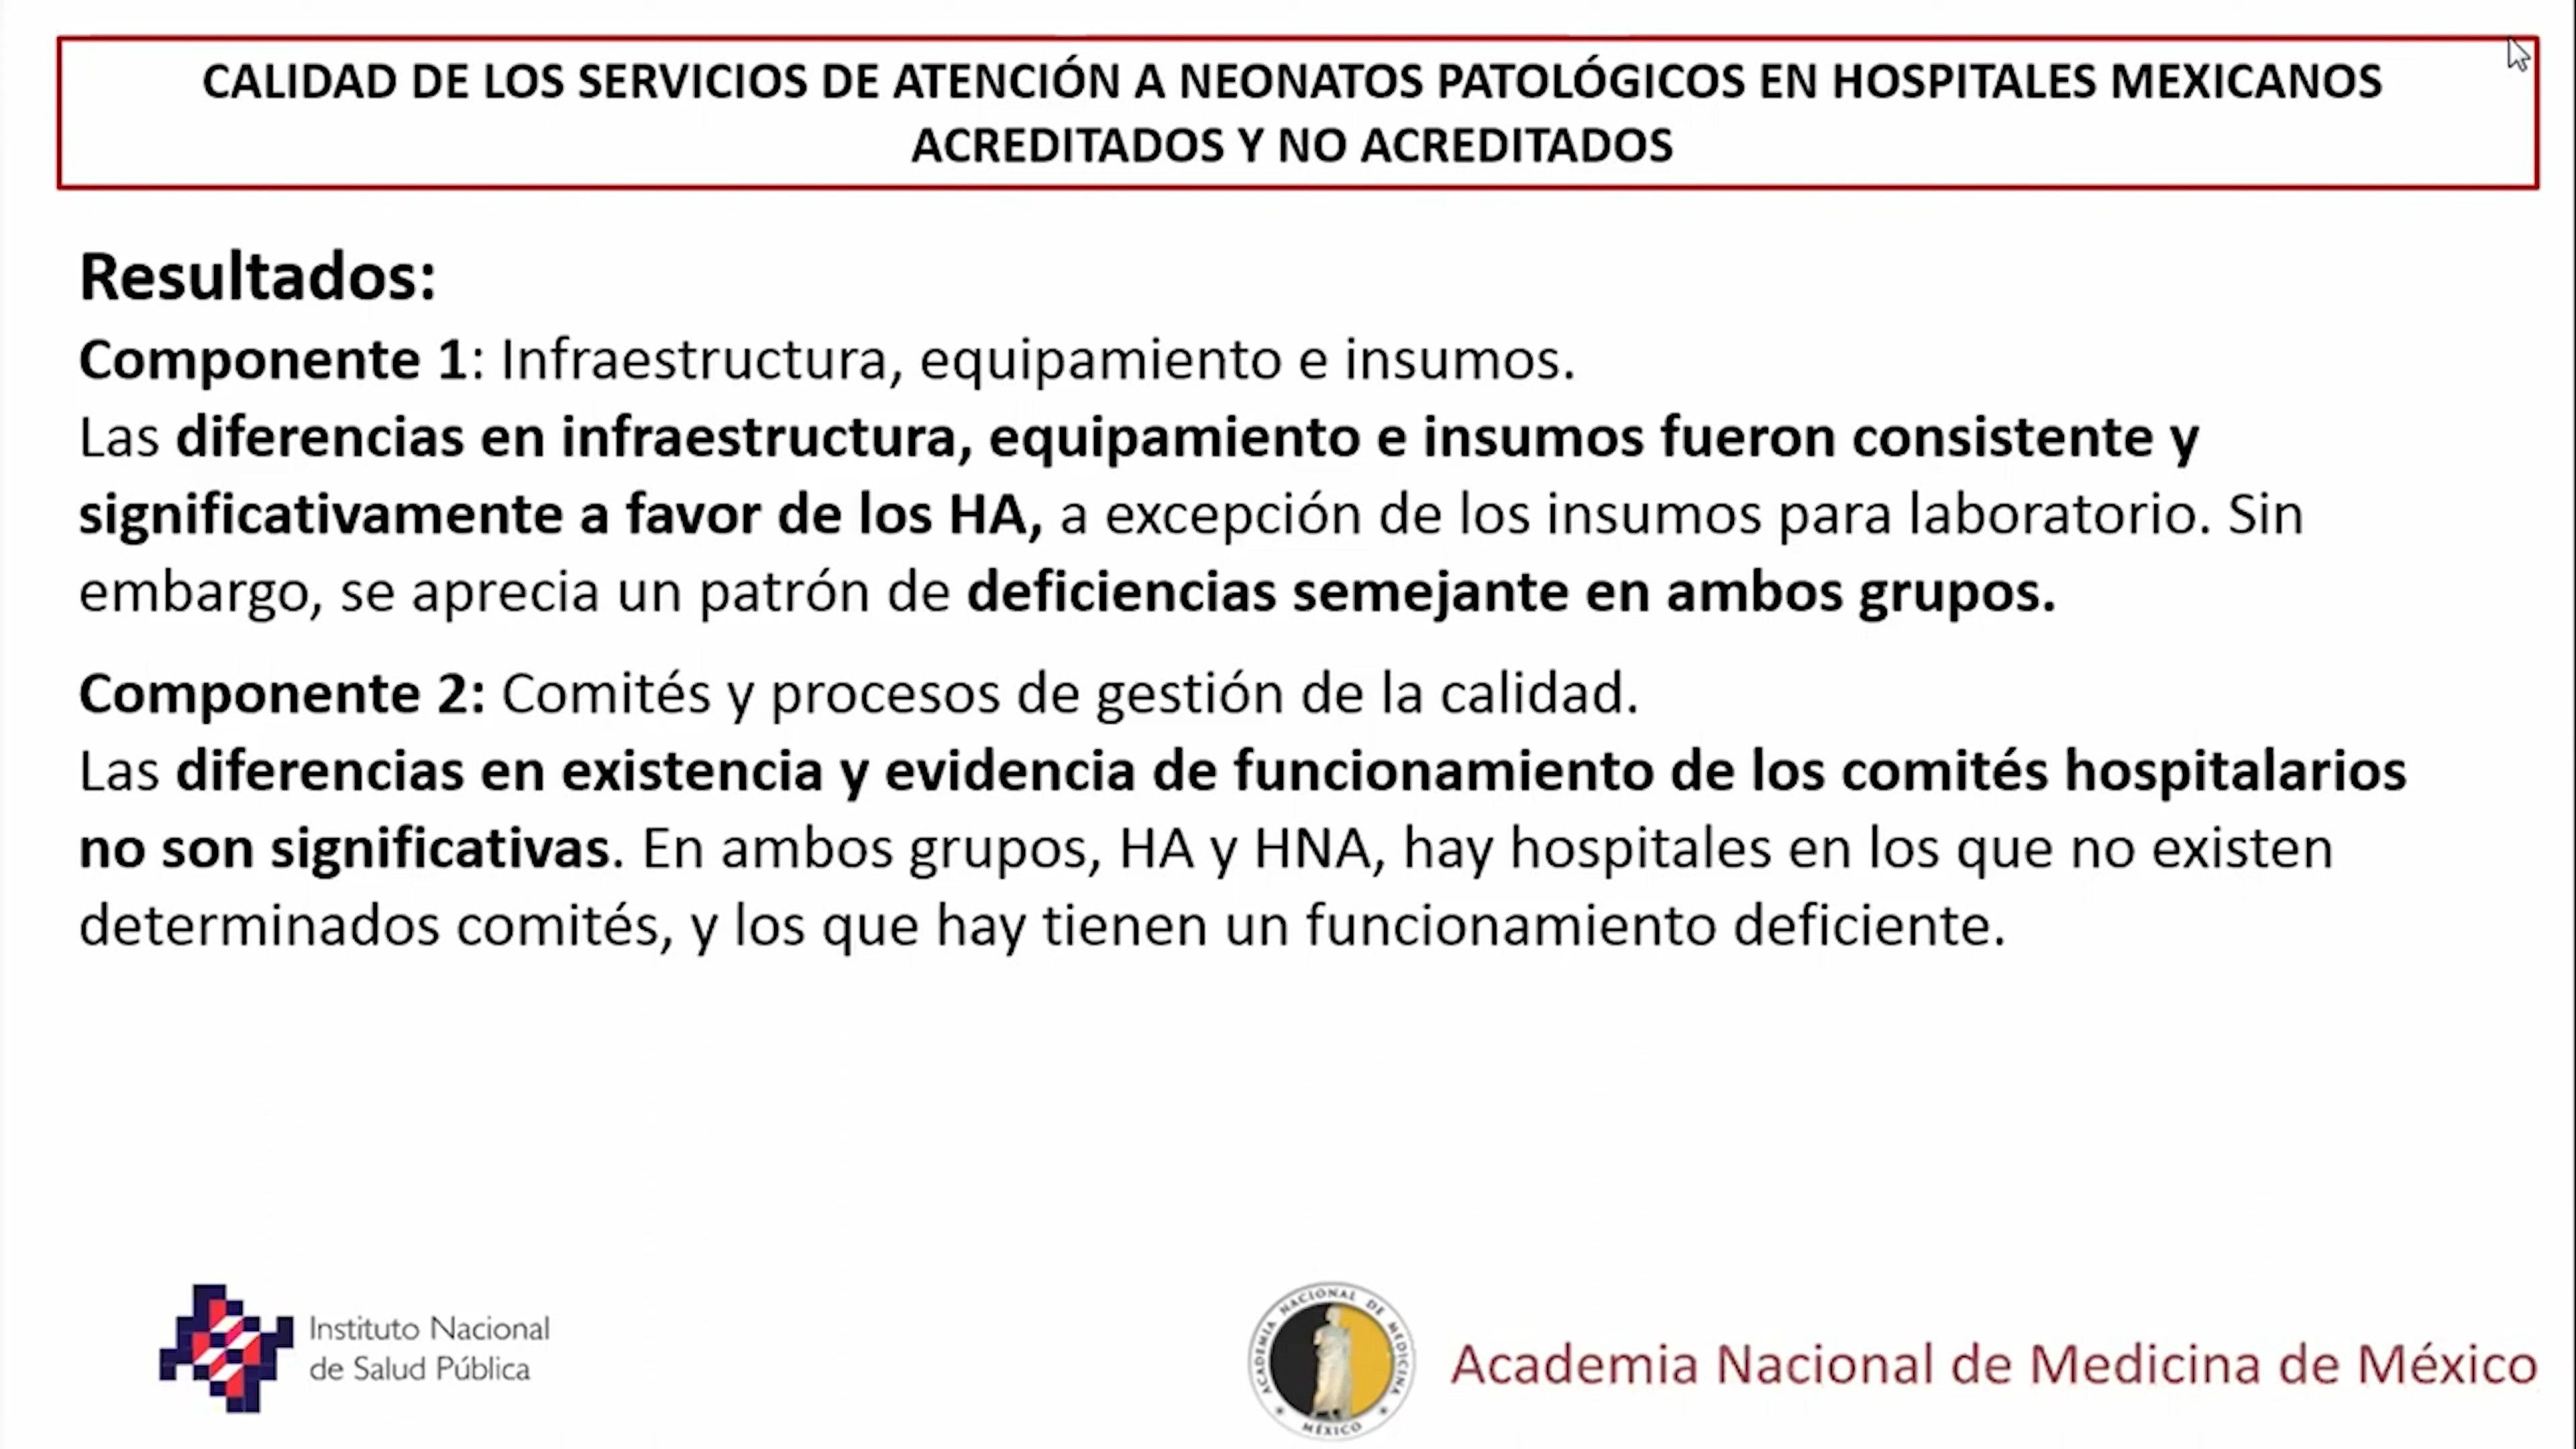 CALIDAD DE LOS SERVICIOS DE ATENCIÓN A NEONATOS PATOLÓGICOS EN HOSPITALES MEXICANOS
ACREDITADOS Y NO ACREDITADOS
Resultados:
Componente 1: Infraestructura, equipamiento e insumos.
Las diferencias en infraestructura, equipamiento e insumos fueron consistente y
significativamente a favor de los HA, a excepción de los insumos para laboratorio. Sin
embargo, se aprecia un patrón de deficiencias semejante en ambos grupos.
Componente 2: Comités y procesos de gestión de la calidad.
Las diferencias en existencia y evidencia de funcionamiento de los comités hospitalarios
no son significativas. En ambos grupos, HA y HNA, hay hospitales en los que no existen
determinados comités, y los que hay tienen un funcionamiento deficiente.
Instituto Nacional
de Salud Pública
ACADEMIA NACIONAL DE MEDICINA
MÉXICO
Academia Nacional de Medicina de México